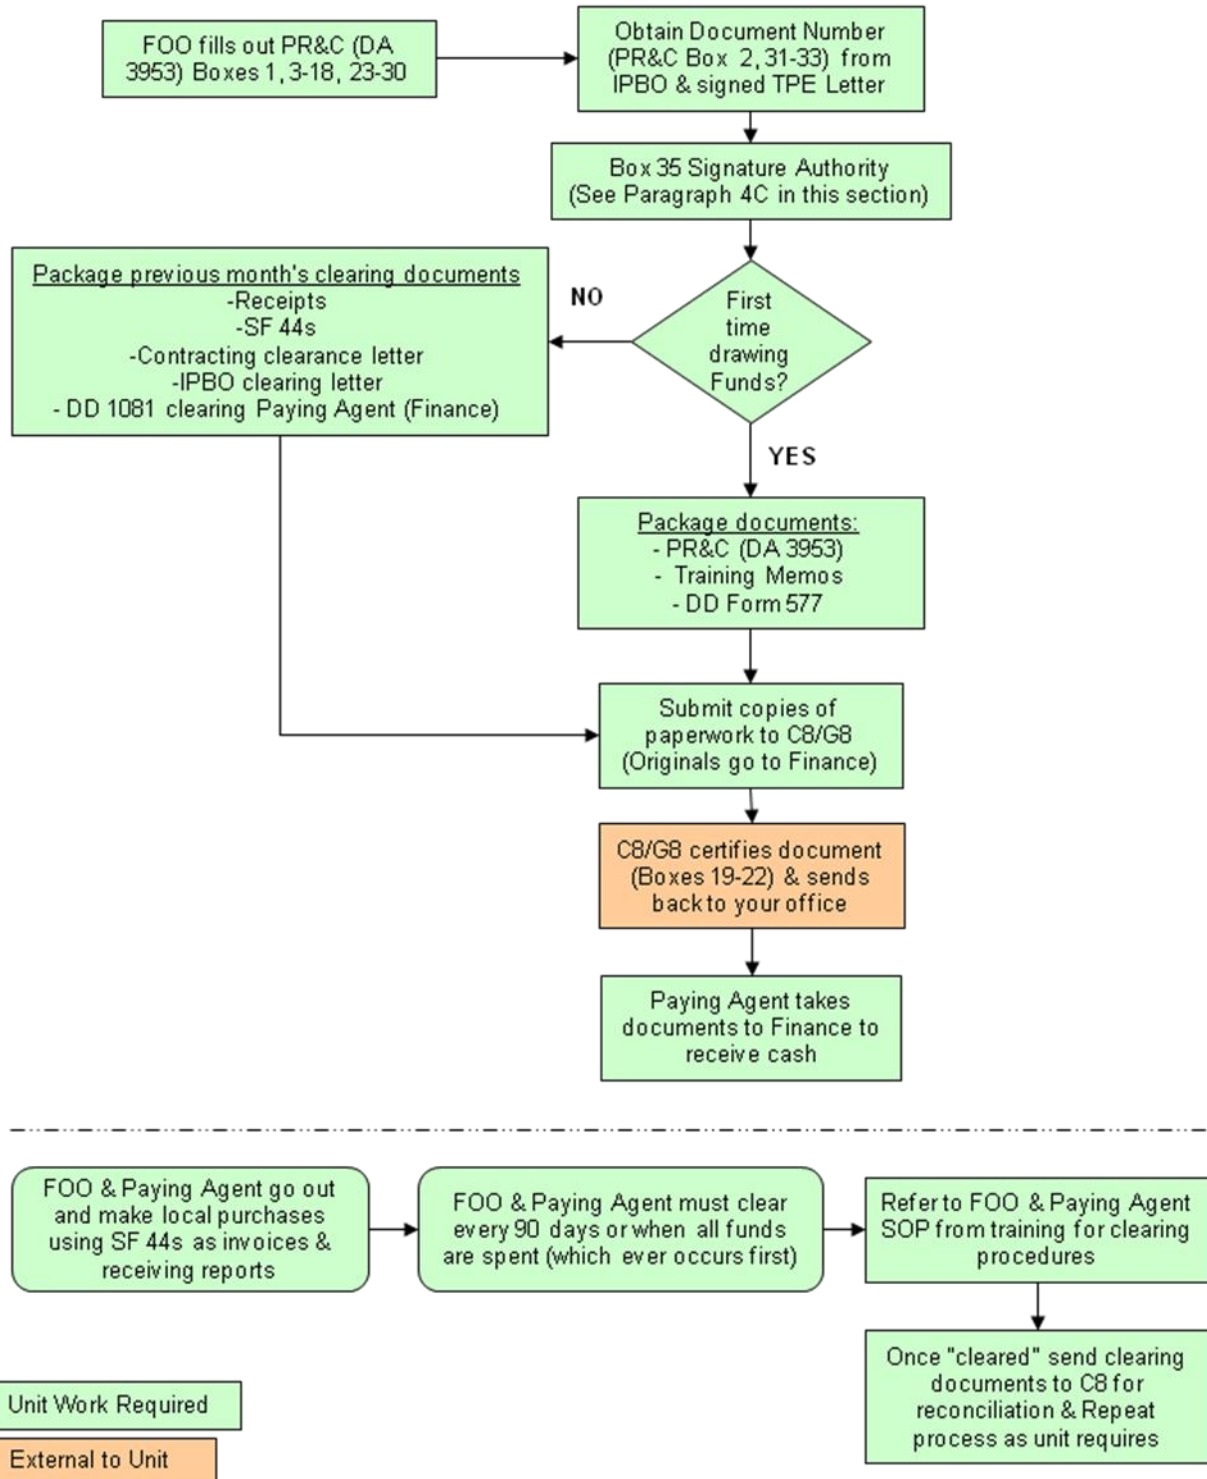 FOO fills out PR&C (DA
3953) Boxes 1, 3-18, 23-30
Obtain Document Number
(PR&C Box 2, 31-33) from
IPBO & signed TPE Letter
Box 35 Signature Authority
(See Paragraph 4C in this section)
First
time
drawing
Funds?
NO
Package previous month's clearing documents
-Receipts
-SF 44s
-Contracting clearance letter
-IPBO clearing letter
- DD 1081 clearing Paying Agent (Finance)
YES
Package documents:
- PR&C (DA 3953)
- Training Memos
- DD Form 577
Submit copies of
paperwork to C8/G8
(Originals go to Finance)
C8/G8 certifies document
(Boxes 19-22) & sends
back to your office
Paying Agent takes
documents to Finance to
receive cash
FOO & Paying Agent go out
and make local purchases
using SF 44s as invoices &
receiving reports
FOO & Paying Agent must clear
every 90 days or when all funds
are spent (which ever occurs first)
Refer to FOO & Paying Agent
SOP from training for clearing
procedures
Once "cleared" send clearing
documents to C8 for
reconciliation & Repeat
process as unit requires
Unit Work Required
External to Unit